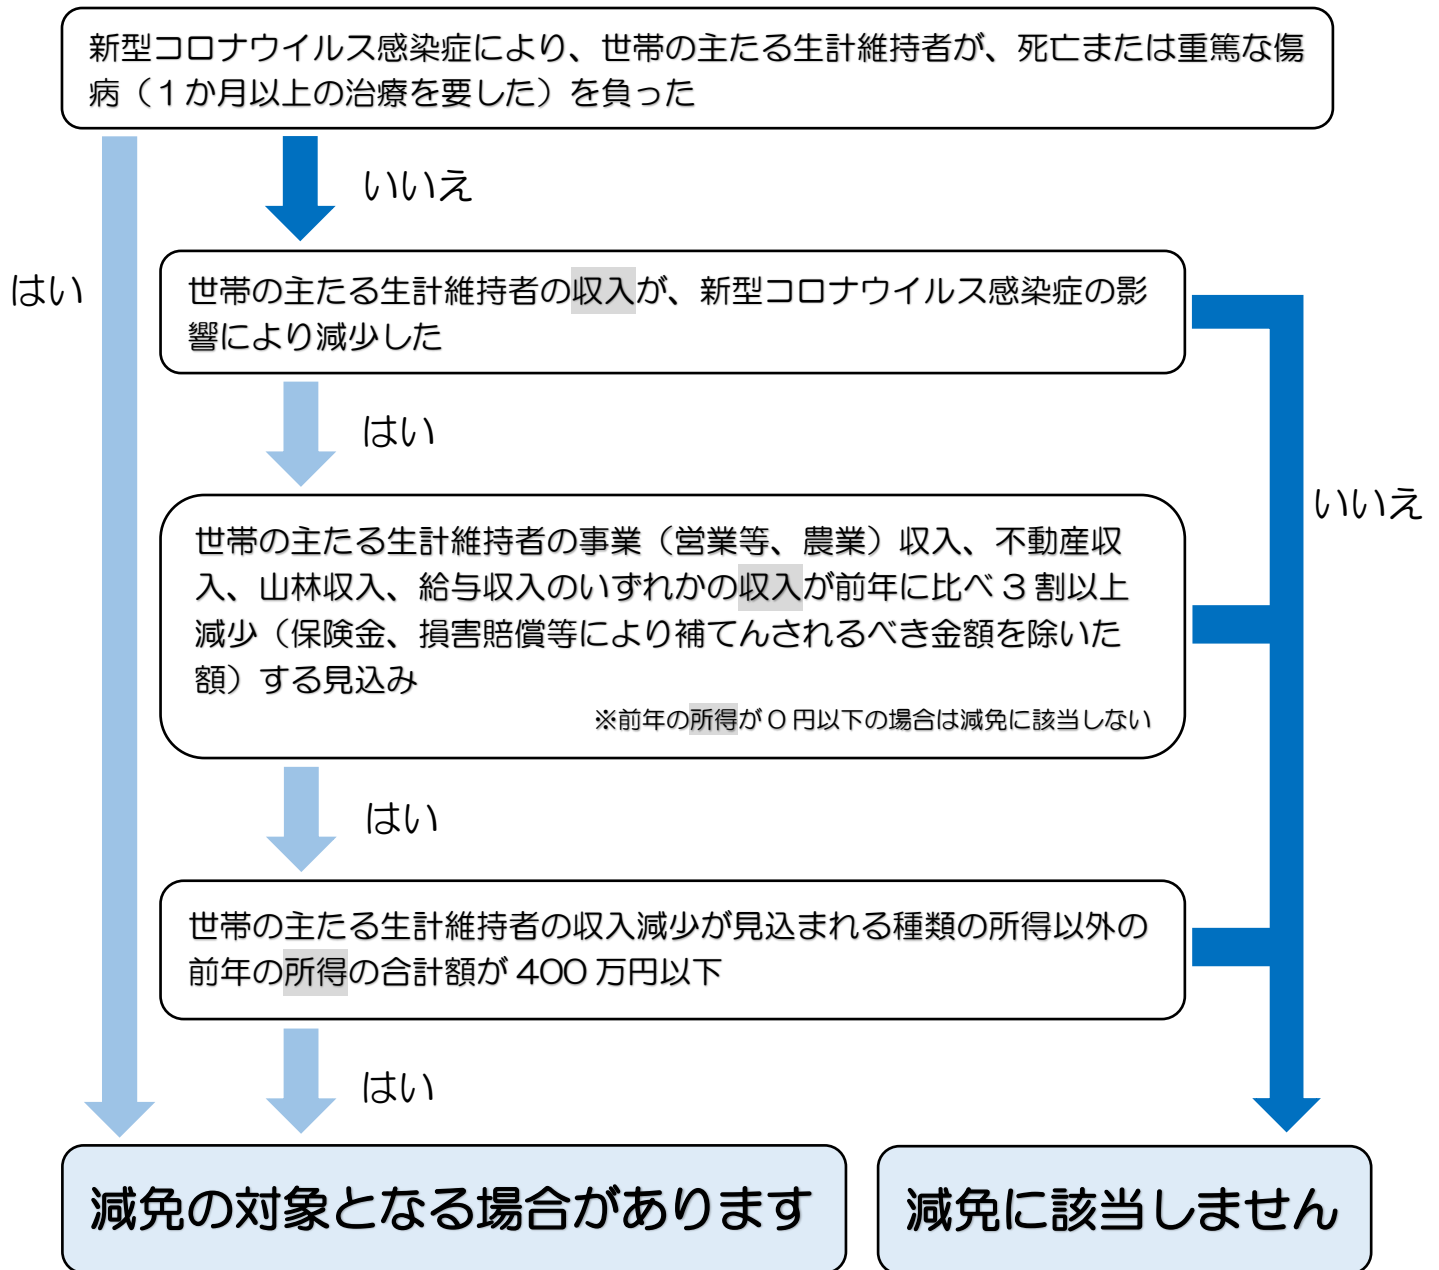 新型コロナウイルス感染症により、世帯の主たる生計維持者が、死亡または重篤な傷
病（1か月以上の治療を要した）を負った
いいえ
はい
世帯の主たる生計維持者の収入が、新型コロナウイルス感染症の影
響により減少した
はい
いいえ
世帯の主たる生計維持者の事業（営業等、農業）収入、不動産収
入、山林収入、給与収入のいずれかの収入が前年に比べ3割以上
減少（保険金、損害賠償等により補てんされるべき金額を除いた
額）する見込み
※前年の所得が0円以下の場合は減免に該当しない
はい
世帯の主たる生計維持者の収入減少が見込まれる種類の所得以外の
前年の所得の合計額が400万円以下
はい
減免の対象となる場合があります
減免に該当しません